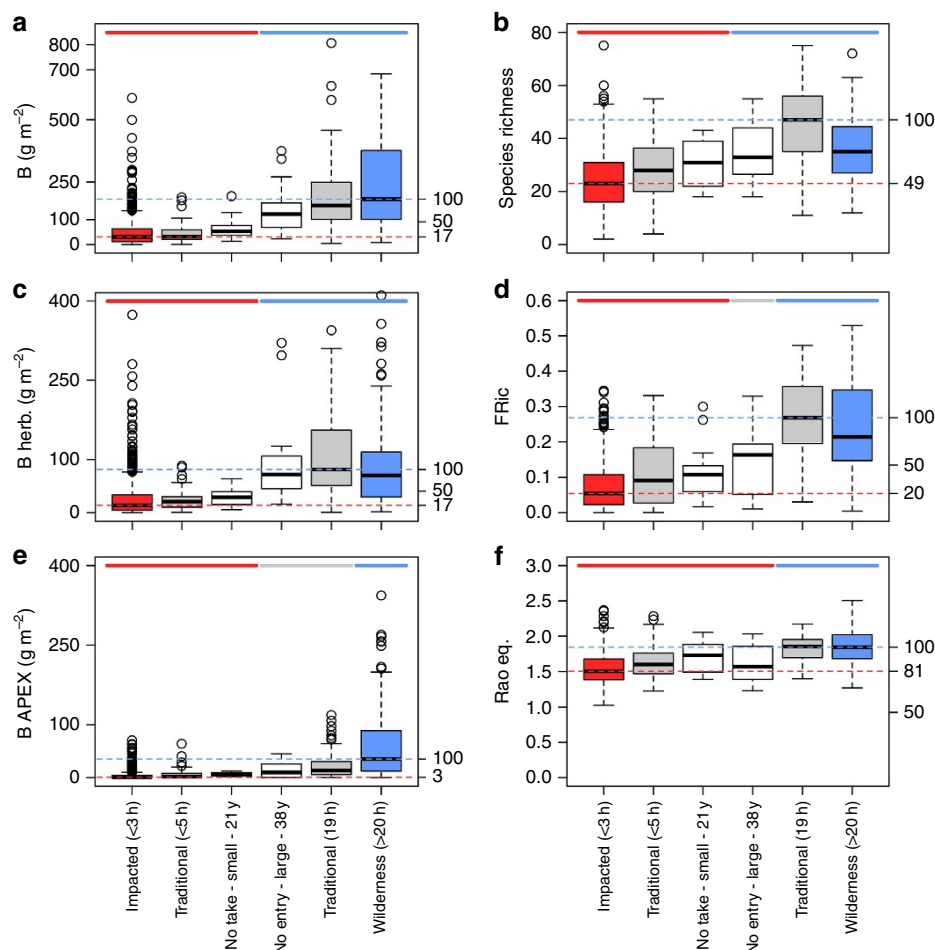 a
B (g m−2)
800
700
500
250
100
0
100
50
17
b
Species richness
80
60
40
20
0
100
49
c
B herb. (g m−2)
400
250
100
0
100
50
17
d
FRic
0.6
0.5
0.4
0.3
0.2
0.1
0.0
100
50
20
e
B APEX (g m−2)
400
250
100
0
100
3
f
Rao eq.
3.0
2.5
2.0
1.5
1.0
0.5
0.0
100
81
50
Impacted (<3 h)
Traditional (<5 h)
No take - small - 21 y
No entry - large - 38 y
Traditional (19 h)
Wilderness (>20 h)
Impacted (<3 h)
Traditional (<5 h)
No take - small - 21 y
No entry - large - 38 y
Traditional (19 h)
Wilderness (>20 h)